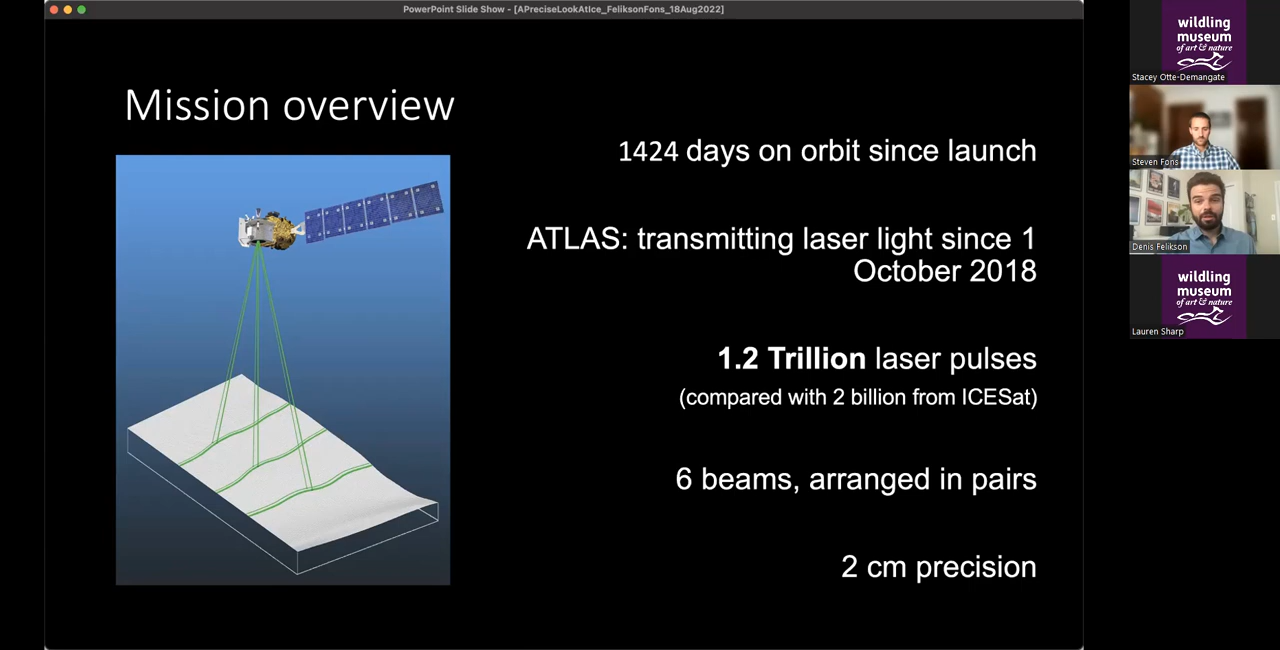 PowerPoint Slide Show - [APreciseLookAtIce_FeliksonFons_18Aug2022]
Mission overview
1424 days on orbit since launch
ATLAS: transmitting laser light since 1
October 2018
1.2 Trillion laser pulses
(compared with 2 billion from ICESat)
6 beams, arranged in pairs
2 cm precision
wildling
museum
of art & nature
Stacey Otte-Demangate
Steven Fons
Denis Felikson
wildling
museum
of art & nature
Lauren Sharp